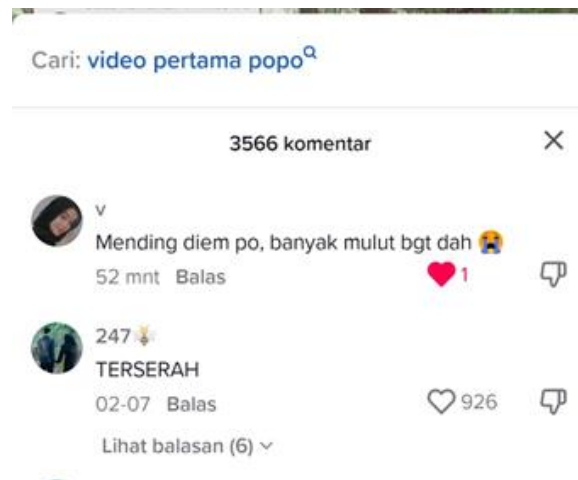 Cari: video pertama popo
3566 komentar
v
Mending diem po, banyak mulut bgt dah 😭
52 mnt Balas
1
247🐝
TERSERAH
02-07 Balas
926
Lihat balasan (6)